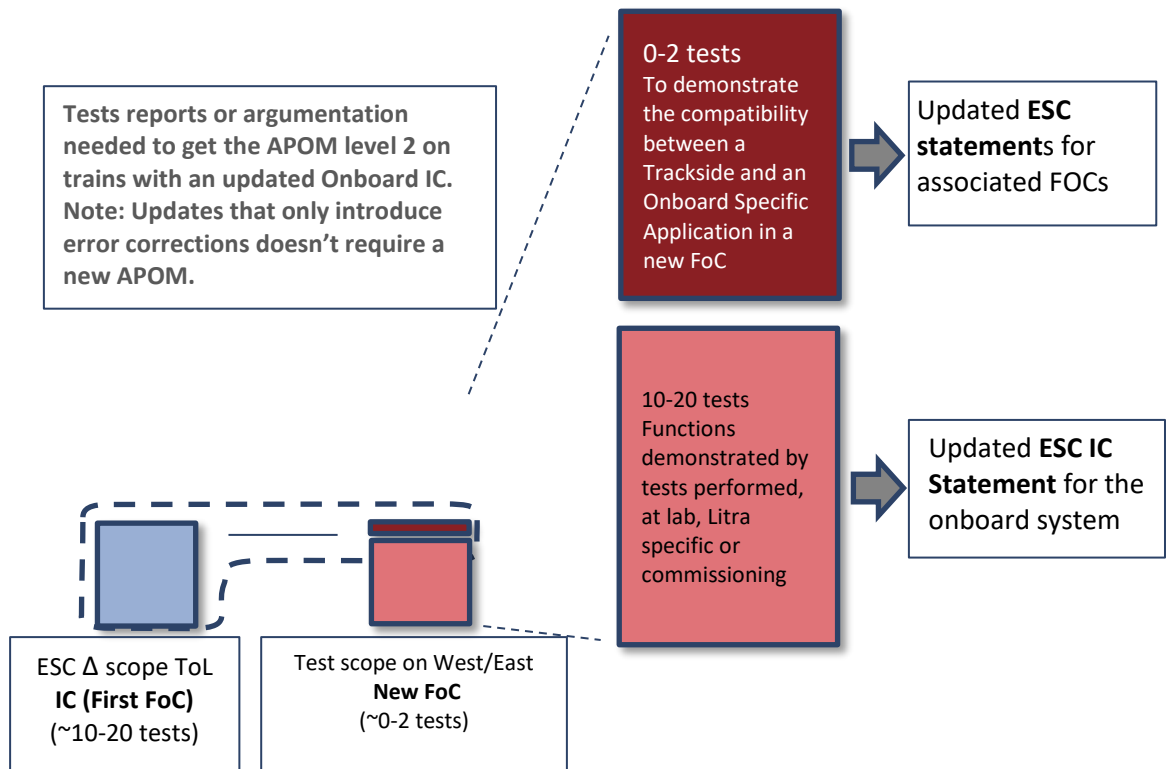 Tests reports or argumentation
needed to get the APOM level 2 on
trains with an updated Onboard IC.
Note: Updates that only introduce
error corrections doesn't require a
new APOM.
0-2 tests
To demonstrate
the compatibility
between a
Trackside and an
Onboard Specific
Application in a
new FoC
Updated ESC
statements for
associated FOCs
10-20 tests
Functions
demonstrated by
tests performed,
at lab, Litra
specific or
commissioning
Updated ESC IC
Statement for the
onboard system
ESC Δ scope ToL
IC (First FoC)
(~10-20 tests)
Test scope on West/East
New FoC
(~0-2 tests)